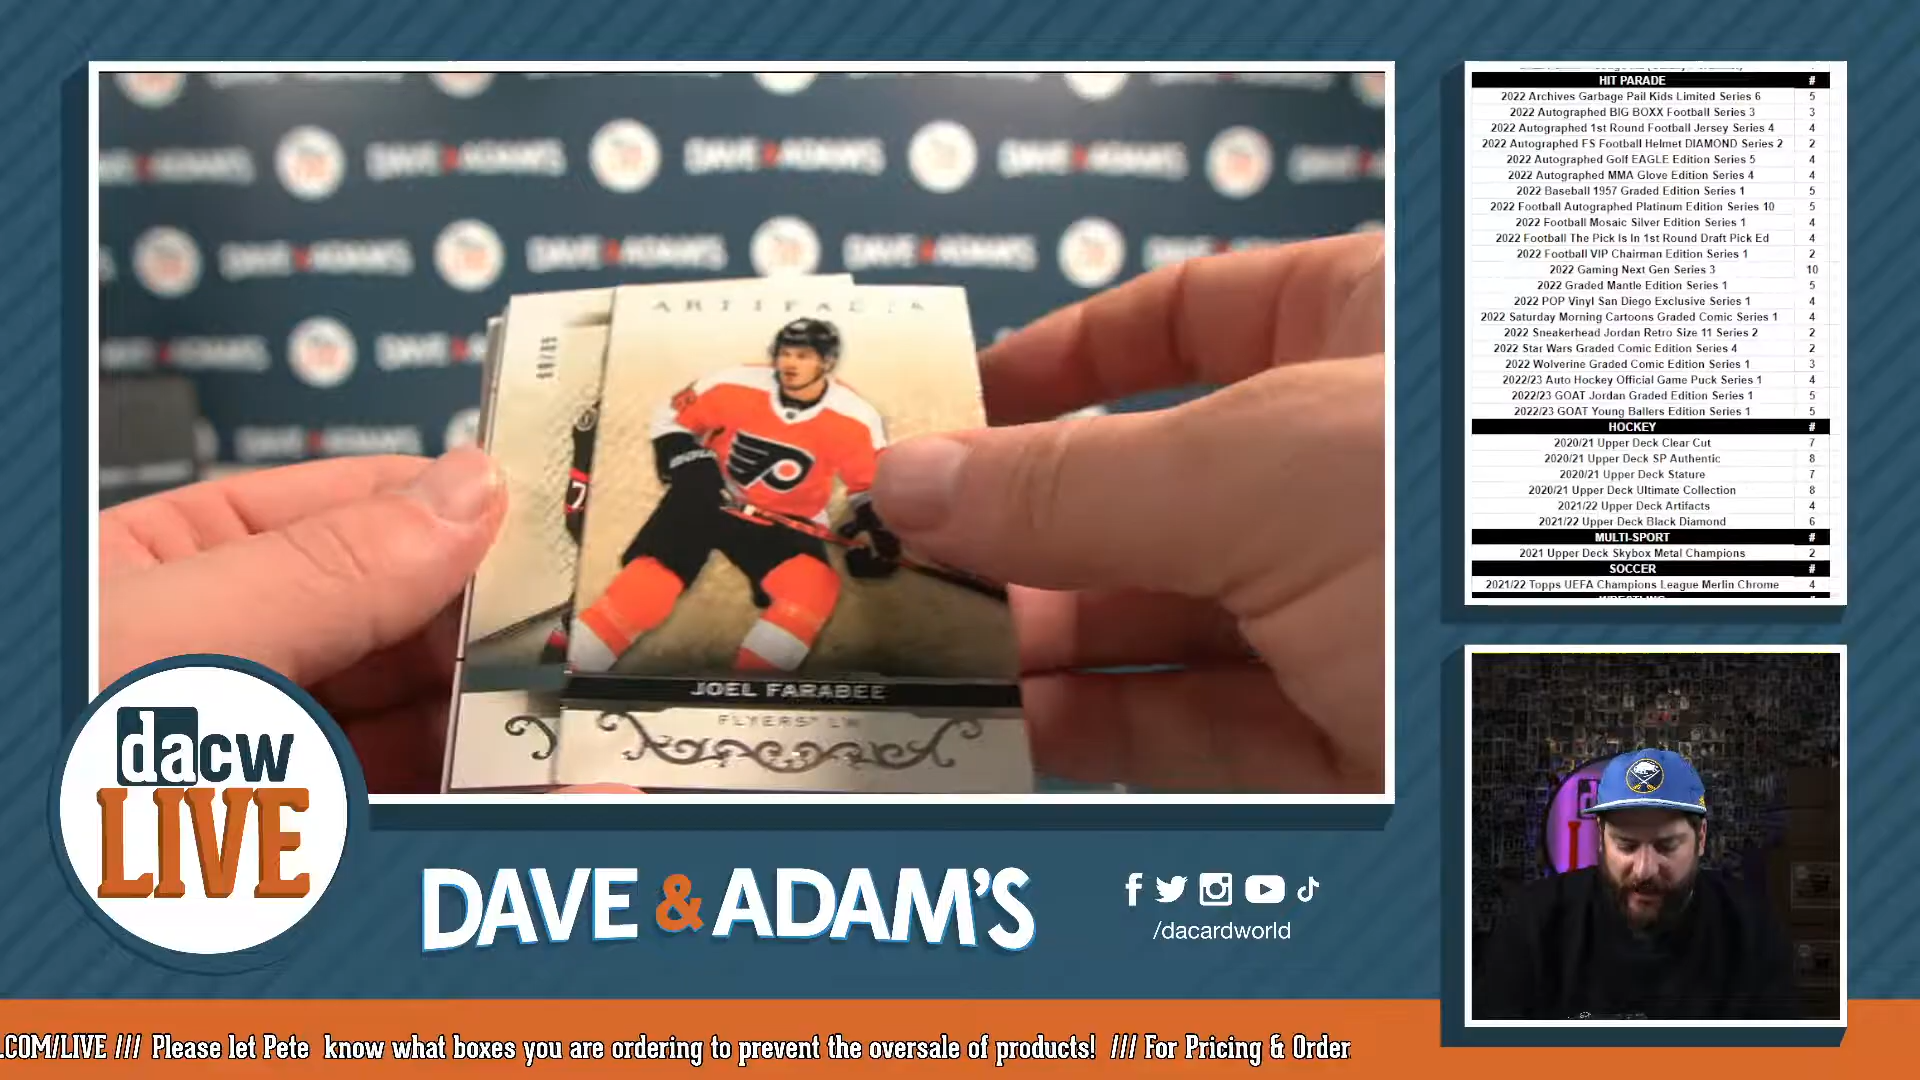 DAVE & ADAM'S
ARTIFACTS
JOEL FARABEE
FLYERS® LW
HIT PARADE #
2022 Archives Garbage Pail Kids Limited Series 6 5
2022 Autographed BIG BOXX Football Series 3 3
2022 Autographed 1st Round Football Jersey Series 4 4
2022 Autographed FS Football Helmet DIAMOND Series 2 2
2022 Autographed Golf EAGLE Edition Series 5 4
2022 Autographed MMA Glove Edition Series 4 4
2022 Baseball 1957 Graded Edition Series 1 5
2022 Football Autographed Platinum Edition Series 10 5
2022 Football Mosaic Silver Edition Series 1 4
2022 Football The Pick Is In 1st Round Draft Pick Ed 4
2022 Football VIP Chairman Edition Series 1 2
2022 Gaming Next Gen Series 3 10
2022 Graded Mantle Edition Series 1 5
2022 POP Vinyl San Diego Exclusive Series 1 4
2022 Saturday Morning Cartoons Graded Comic Series 1 4
2022 Sneakerhead Jordan Retro Size 11 Series 2 2
2022 Star Wars Graded Comic Edition Series 4 2
2022 Wolverine Graded Comic Edition Series 1 3
2022/23 Auto Hockey Official Game Puck Series 1 4
2022/23 GOAT Jordan Graded Edition Series 1 5
2022/23 GOAT Young Ballers Edition Series 1 5
HOCKEY #
2020/21 Upper Deck Clear Cut 7
2020/21 Upper Deck SP Authentic 8
2020/21 Upper Deck Stature 7
2020/21 Upper Deck Ultimate Collection 8
2021/22 Upper Deck Artifacts 4
2021/22 Upper Deck Black Diamond 6
MULTI-SPORT #
2021 Upper Deck Skybox Metal Champions 2
SOCCER #
2021/22 Topps UEFA Champions League Merlin Chrome 4
dacw
LIVE
DAVE & ADAM'S
/dacardworld
.COM/LIVE /// Please let Pete know what boxes you are ordering to prevent the oversale of products! /// For Pricing & Order